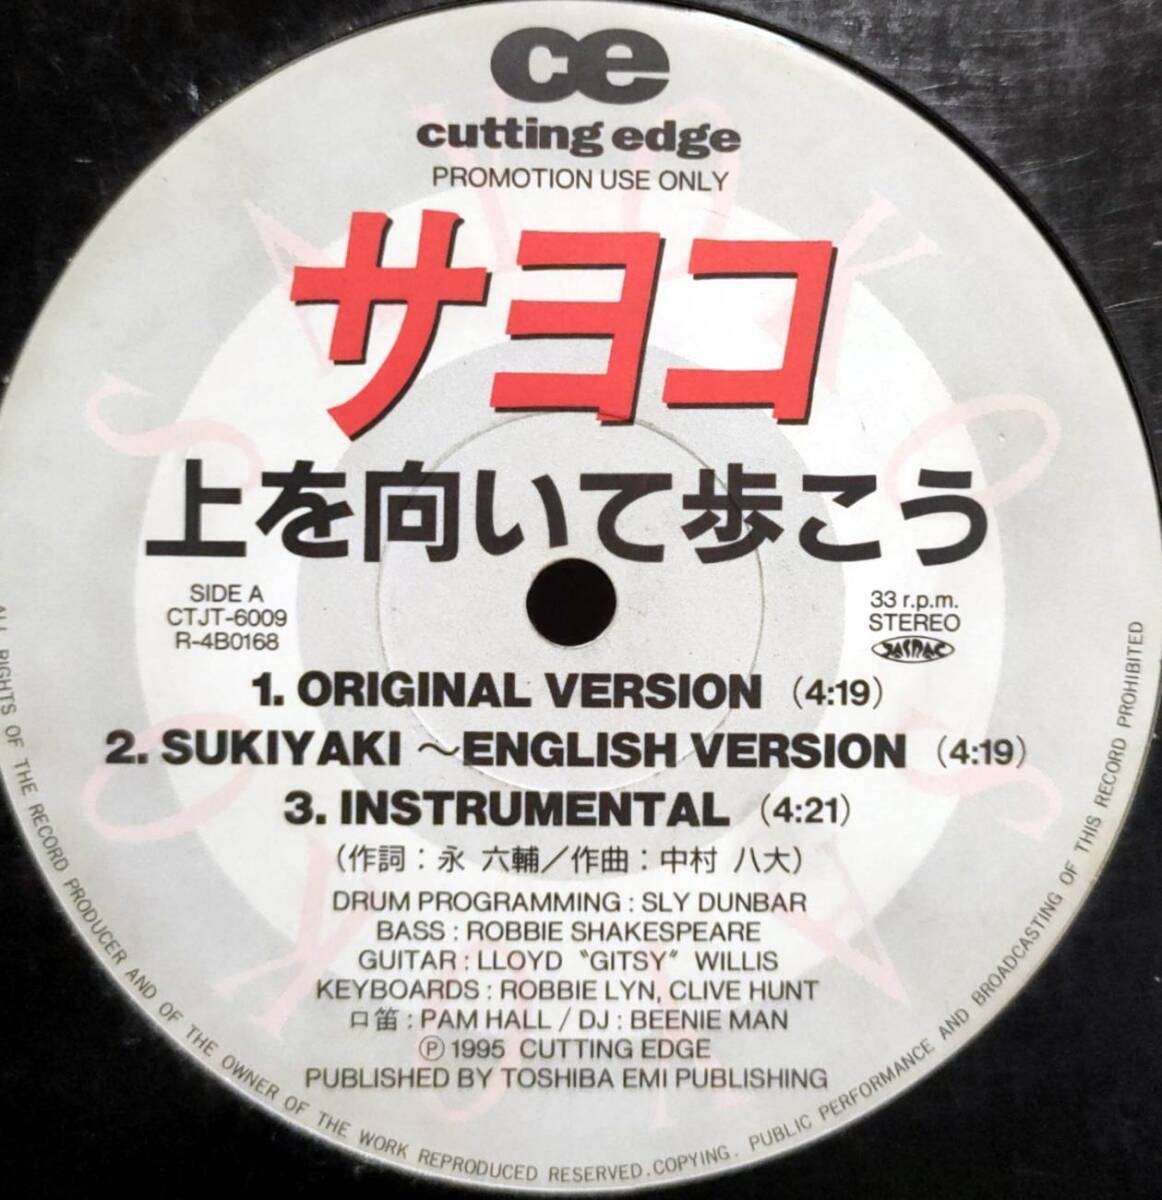 ce
cutting edge
PROMOTION USE ONLY
サヨコ
上を向いて歩こう
SIDE A
CTJT-6009
R-4B0168
33 r.p.m.
STEREO
JASRAC
1. ORIGINAL VERSION (4:19)
2. SUKIYAKI ～ENGLISH VERSION (4:19)
3. INSTRUMENTAL (4:21)
(作詞：永 六輔／作曲：中村 八大)
DRUM PROGRAMMING : SLY DUNBAR
BASS : ROBBIE SHAKESPEARE
GUITAR : LLOYD "GITSY" WILLIS
KEYBOARDS : ROBBIE LYN, CLIVE HUNT
口笛 : PAM HALL / DJ : BEENIE MAN
Ⓟ 1995 CUTTING EDGE
PUBLISHED BY TOSHIBA EMI PUBLISHING
ALL RIGHTS OF THE RECORD PRODUCER AND OF THE OWNER OF THE WORK REPRODUCED RESERVED. COPYING. PUBLIC PERFORMANCE AND BROADCASTING OF THIS RECORD PROHIBITED